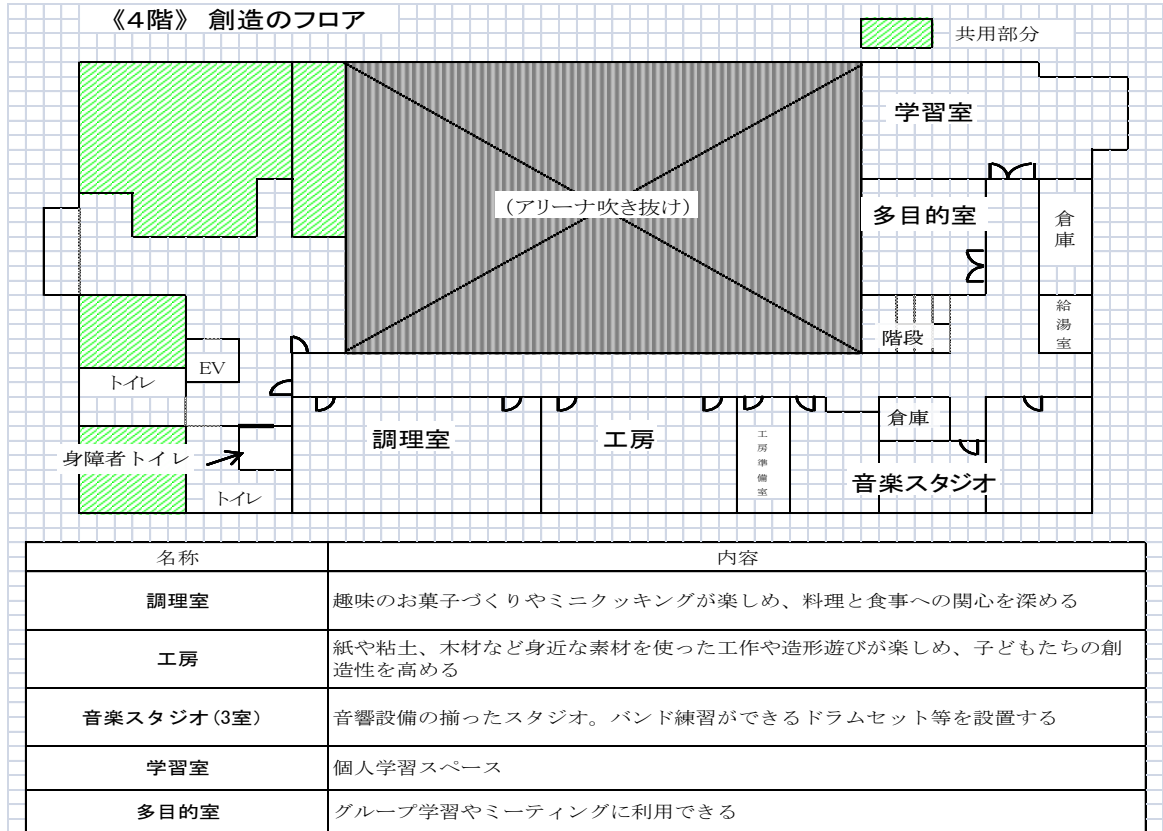 《4階》 創造のフロア
共用部分
学習室
(アリーナ吹き抜け)
多目的室
倉庫
給湯室
階段
EV
トイレ
倉庫
調理室
工房
工房準備室
身障者トイレ
トイレ
音楽スタジオ
名称 内容
調理室 趣味のお菓子づくりやミニクッキングが楽しめ、料理と食事への関心を深める
工房 紙や粘土、木材など身近な素材を使った工作や造形遊びが楽しめ、子どもたちの創
造性を高める
音楽スタジオ(3室) 音響設備の揃ったスタジオ。バンド練習ができるドラムセット等を設置する
学習室 個人学習スペース
多目的室 グループ学習やミーティングに利用できる